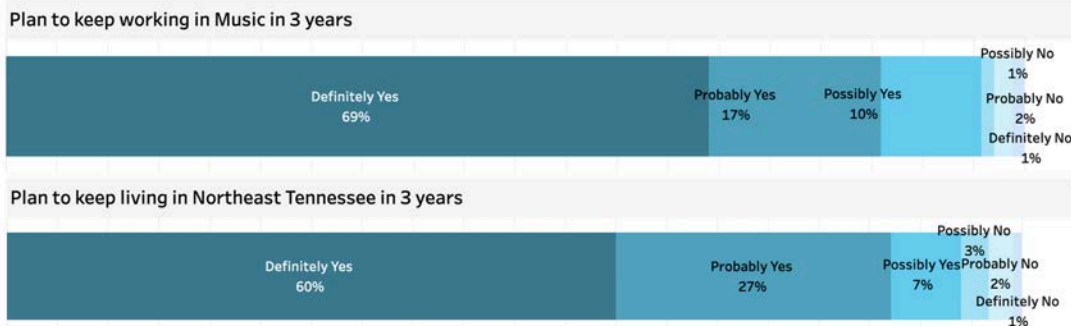 Plan to keep working in Music in 3 years
Definitely Yes
69%
Probably Yes
17%
Possibly Yes
10%
Possibly No
1%
Probably No
2%
Definitely No
1%
Plan to keep living in Northeast Tennessee in 3 years
Definitely Yes
60%
Probably Yes
27%
Possibly Yes
7%
Possibly No
3%
Probably No
2%
Definitely No
1%